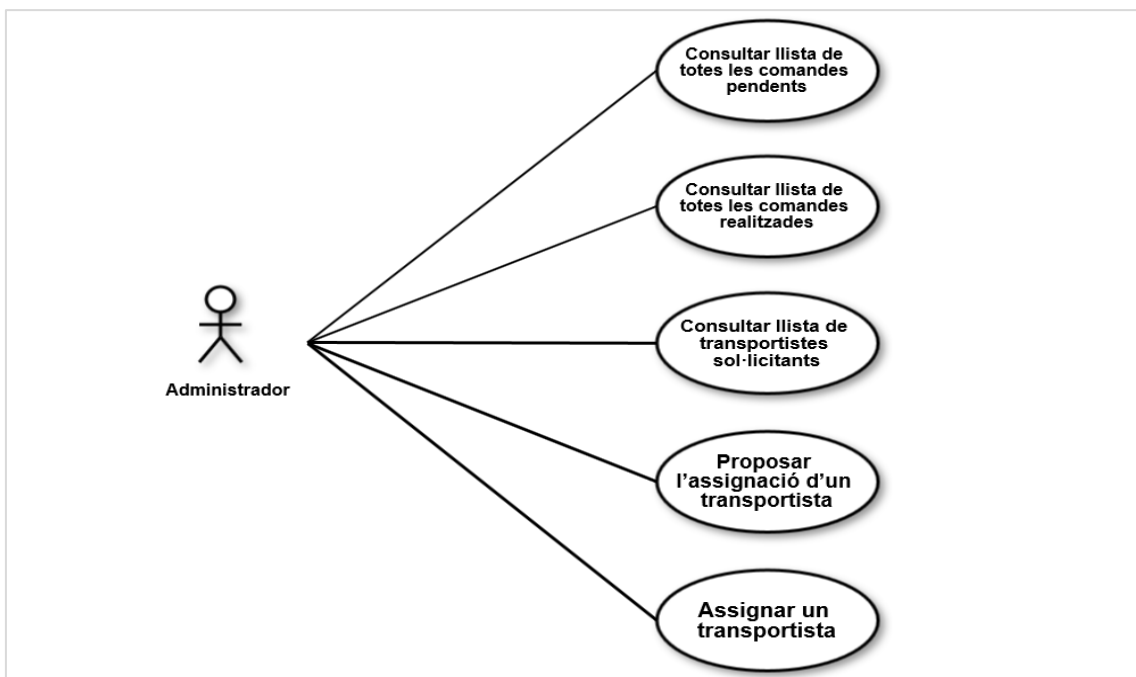 Consultar llista de
totes les comandes
pendents
Consultar llista de
totes les comandes
realitzades
Consultar llista de
transportistes
sol·licitants
Administrador
Proposar
l’assignació d’un
transportista
Assignar un
transportista